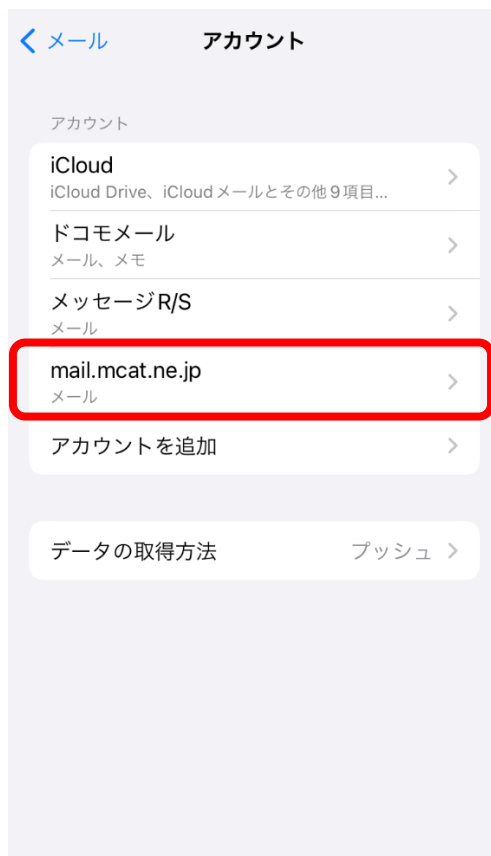 メール
アカウント
アカウント
iCloud
iCloud Drive、iCloudメールとその他9項目...
ドコモメール
メール、メモ
メッセージR/S
メール
mail.mcat.ne.jp
メール
アカウントを追加
データの取得方法 プッシュ